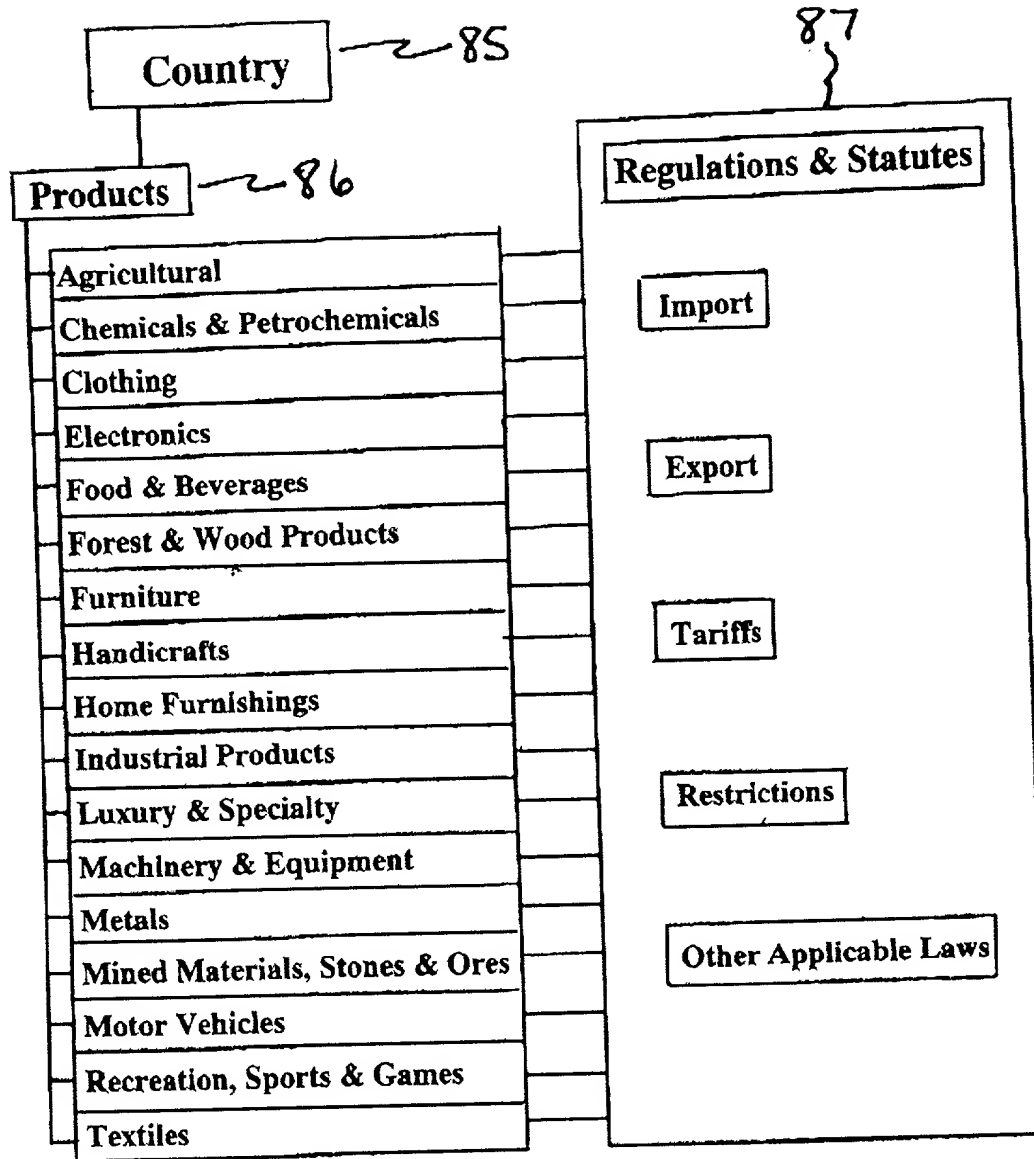 Country
85
87
Products
86
Regulations & Statutes
Agricultural
Chemicals & Petrochemicals
Clothing
Electronics
Food & Beverages
Forest & Wood Products
Furniture
Handicrafts
Home Furnishings
Industrial Products
Luxury & Specialty
Machinery & Equipment
Metals
Mined Materials, Stones & Ores
Motor Vehicles
Recreation, Sports & Games
Textiles
Import
Export
Tariffs
Restrictions
Other Applicable Laws